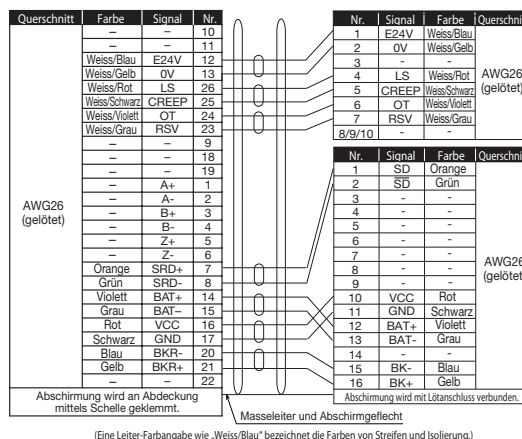 Querschnitt Farbe Signal Nr.
– – 10
– – 11
Weiss/Blau E24V 12
Weiss/Gelb 0V 13
Weiss/Rot LS 26
Weiss/Schwarz CREEP 25
Weiss/Violett OT 24
Weiss/Grau RSV 23
– – 9
– – 18
– – 19
– A+ 1
– A- 2
– B+ 3
– B- 4
– Z+ 5
– Z- 6
Orange SRD+ 7
Grün SRD- 8
Violett BAT+ 14
Grau BAT– 15
Rot VCC 16
Schwarz GND 17
Blau BKR- 20
Gelb BKR+ 21
– – 22
AWG26
(gelötet)
Abschirmung wird an Abdeckung
mittels Schelle geklemmt.
Nr. Signal Farbe Querschni
1 E24V Weiss/Blau
2 0V Weiss/Gelb
3 - -
4 LS Weiss/Rot
5 CREEP Weiss/Schwarz
6 OT Weiss/Violett
7 RSV Weiss/Grau
8/9/10 - -
AWG26
(gelötet)
Nr. Signal Farbe Querschni
1 SD Orange
2 S̅D̅ Grün
3 - -
4 - -
5 - -
6 - -
7 - -
8 - -
9 - -
10 VCC Rot
11 GND Schwarz
12 BAT+ Violett
13 BAT- Grau
14 - -
15 BK- Blau
16 BK+ Gelb
AWG26
(gelötet
Abschirmung wird mit Lötanschluss verbunden.
Masseleiter und Abschirmgeflecht
(Eine Leiter-Farbangabe wie „Weiss/Blau“ bezeichnet die Farben von Streifen und Isolierung.)